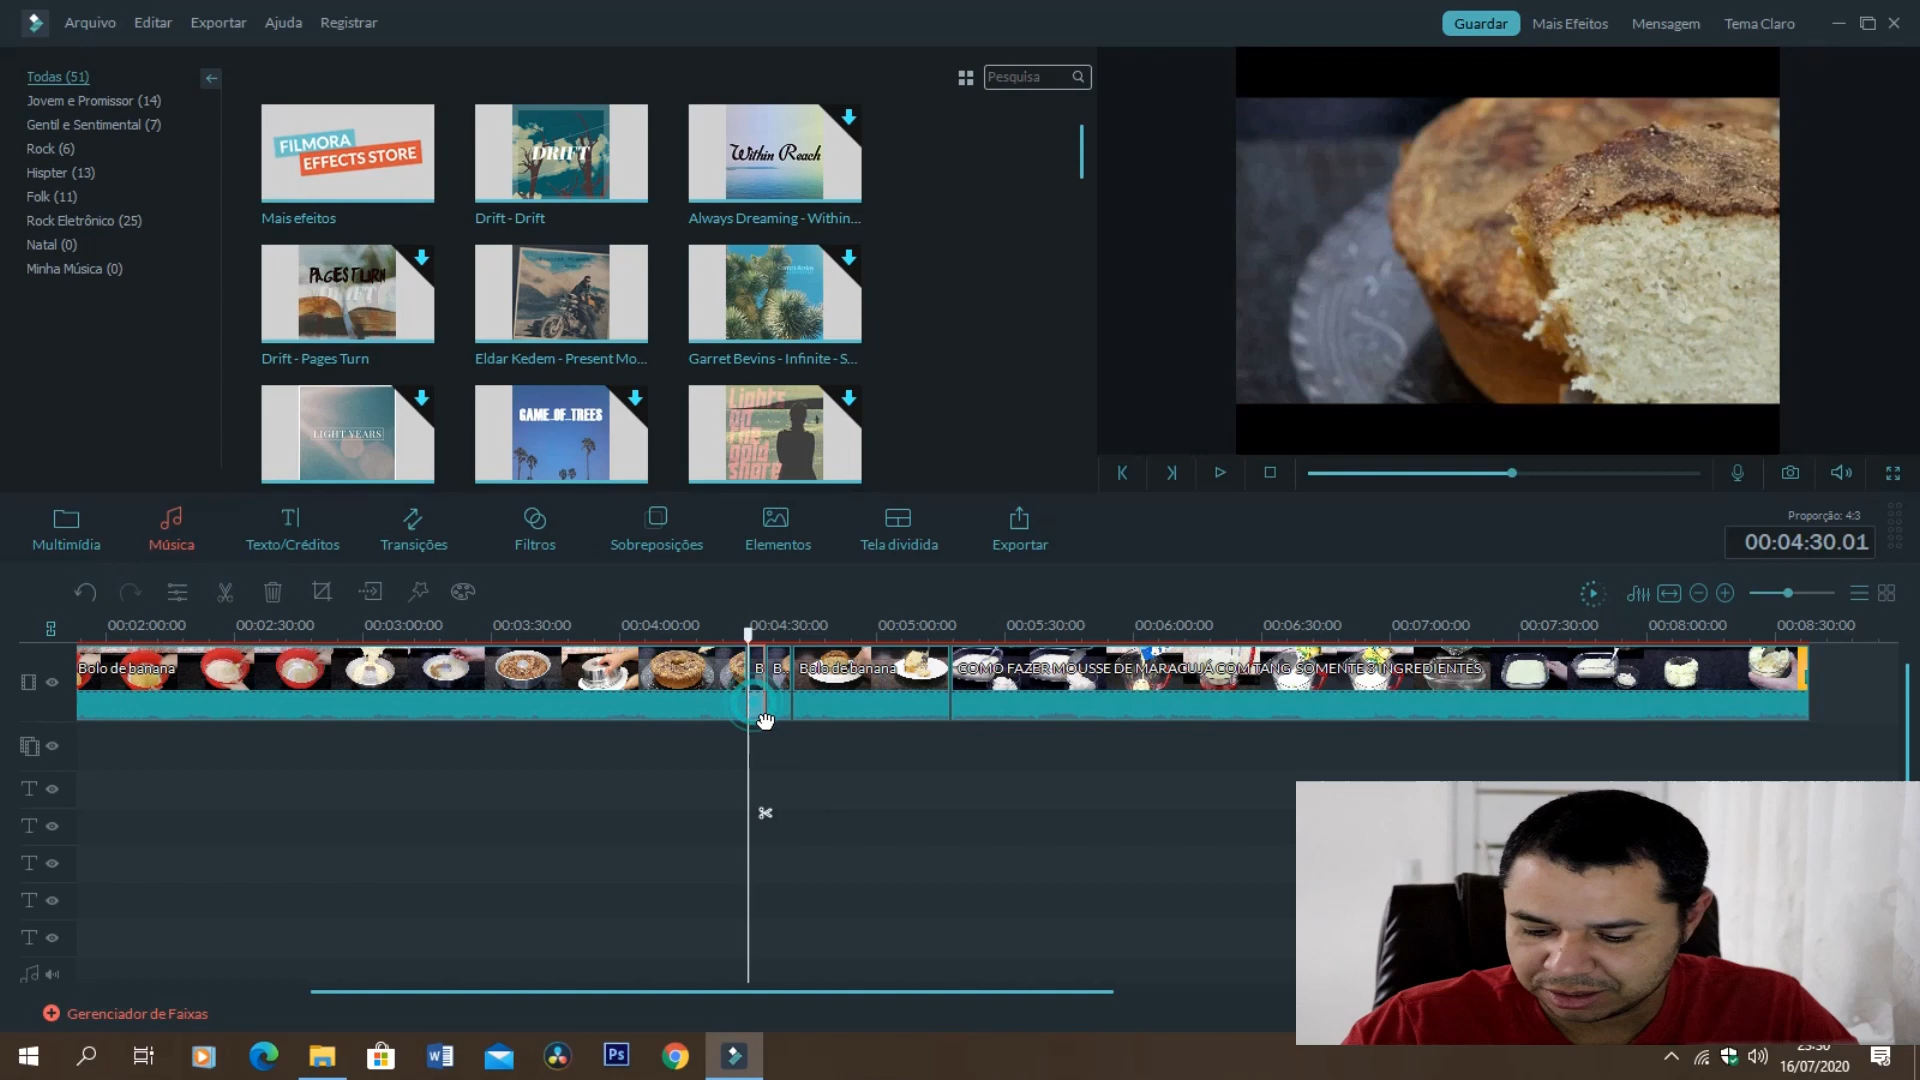 Arquivo Editar Exportar Ajuda Registrar
Guardar Mais Efeitos Mensagem Tema Claro
Todas (51)
Jovem e Promissor (14)
Gentil e Sentimental (7)
Rock (6)
Hispter (13)
Folk (11)
Rock Eletrônico (25)
Natal (0)
Minha Música (0)
Pesquisa
FILMORA
EFFECTS STORE
DRIFT
Within Reach
Mais efeitos
Drift - Drift
Always Dreaming - Within...
PAGES TURN
DRIFT
Drift - Pages Turn
Eldar Kedem - Present Mo...
Garret Bevins - Infinite - S...
LIGHT YEARS
GAME_OF_TREES
Lights
Multimídia
Música
Texto/Créditos
Transições
Filtros
Sobreposições
Elementos
Tela dividida
Exportar
Proporção: 4:3
00:04:30.01
00:02:00:00 00:02:30:00 00:03:00:00 00:03:30:00 00:04:00:00 00:04:30:00 00:05:00:00 00:05:30:00 00:06:00:00 00:06:30:00 00:07:00:00 00:07:30:00 00:08:00:00 00:08:30:00
Bolo de banana B B.. Bolo de banana COMO FAZER MOUSSE DE MARACUJÁ COM TANG SOMENTE 3 INGREDIENTES
Gerenciador de Faixas
Ps
16/07/2020